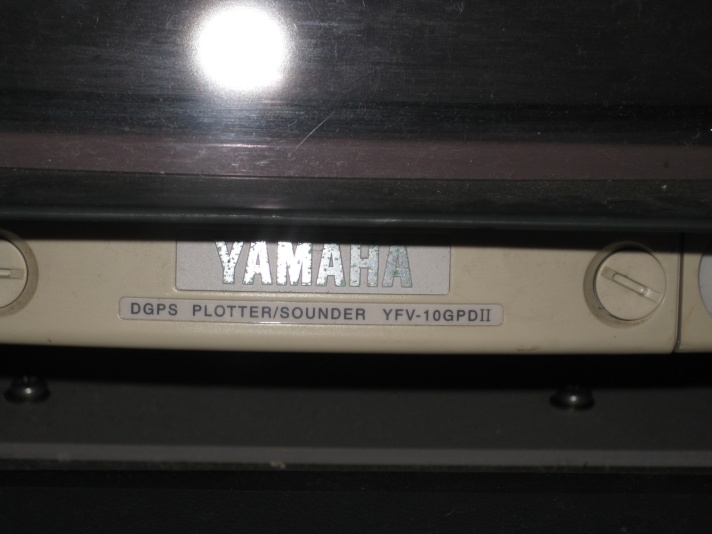 YAMAHA
DGPS PLOTTER/SOUNDER YFV-10GPDII